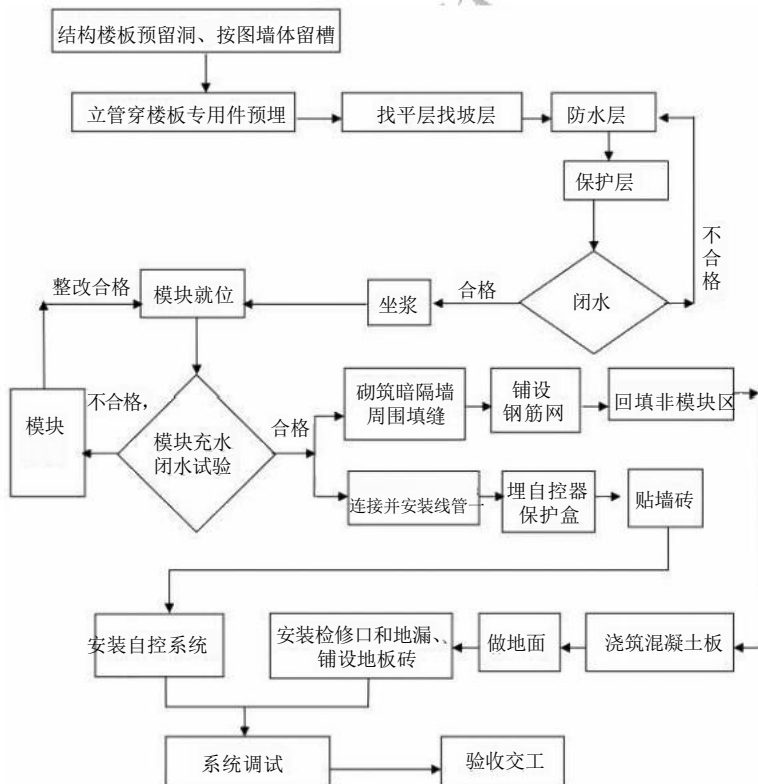 结构楼板预留洞、按图墙体留槽
立管穿楼板专用件预埋
找平层找坡层
防水层
保护层
不
合
格
整改合格
模块就位
坐浆
合格
闭水
模块
不合格，
模块充水
闭水试验
合格
砌筑暗隔墙
周围填缝
铺设
钢筋网
回填非模块区
连接并安装线管一
埋自控器
保护盒
贴墙砖
安装自控系统
安装检修口和地漏、
铺设地板砖
做地面
浇筑混凝土板
系统调试
验收交工